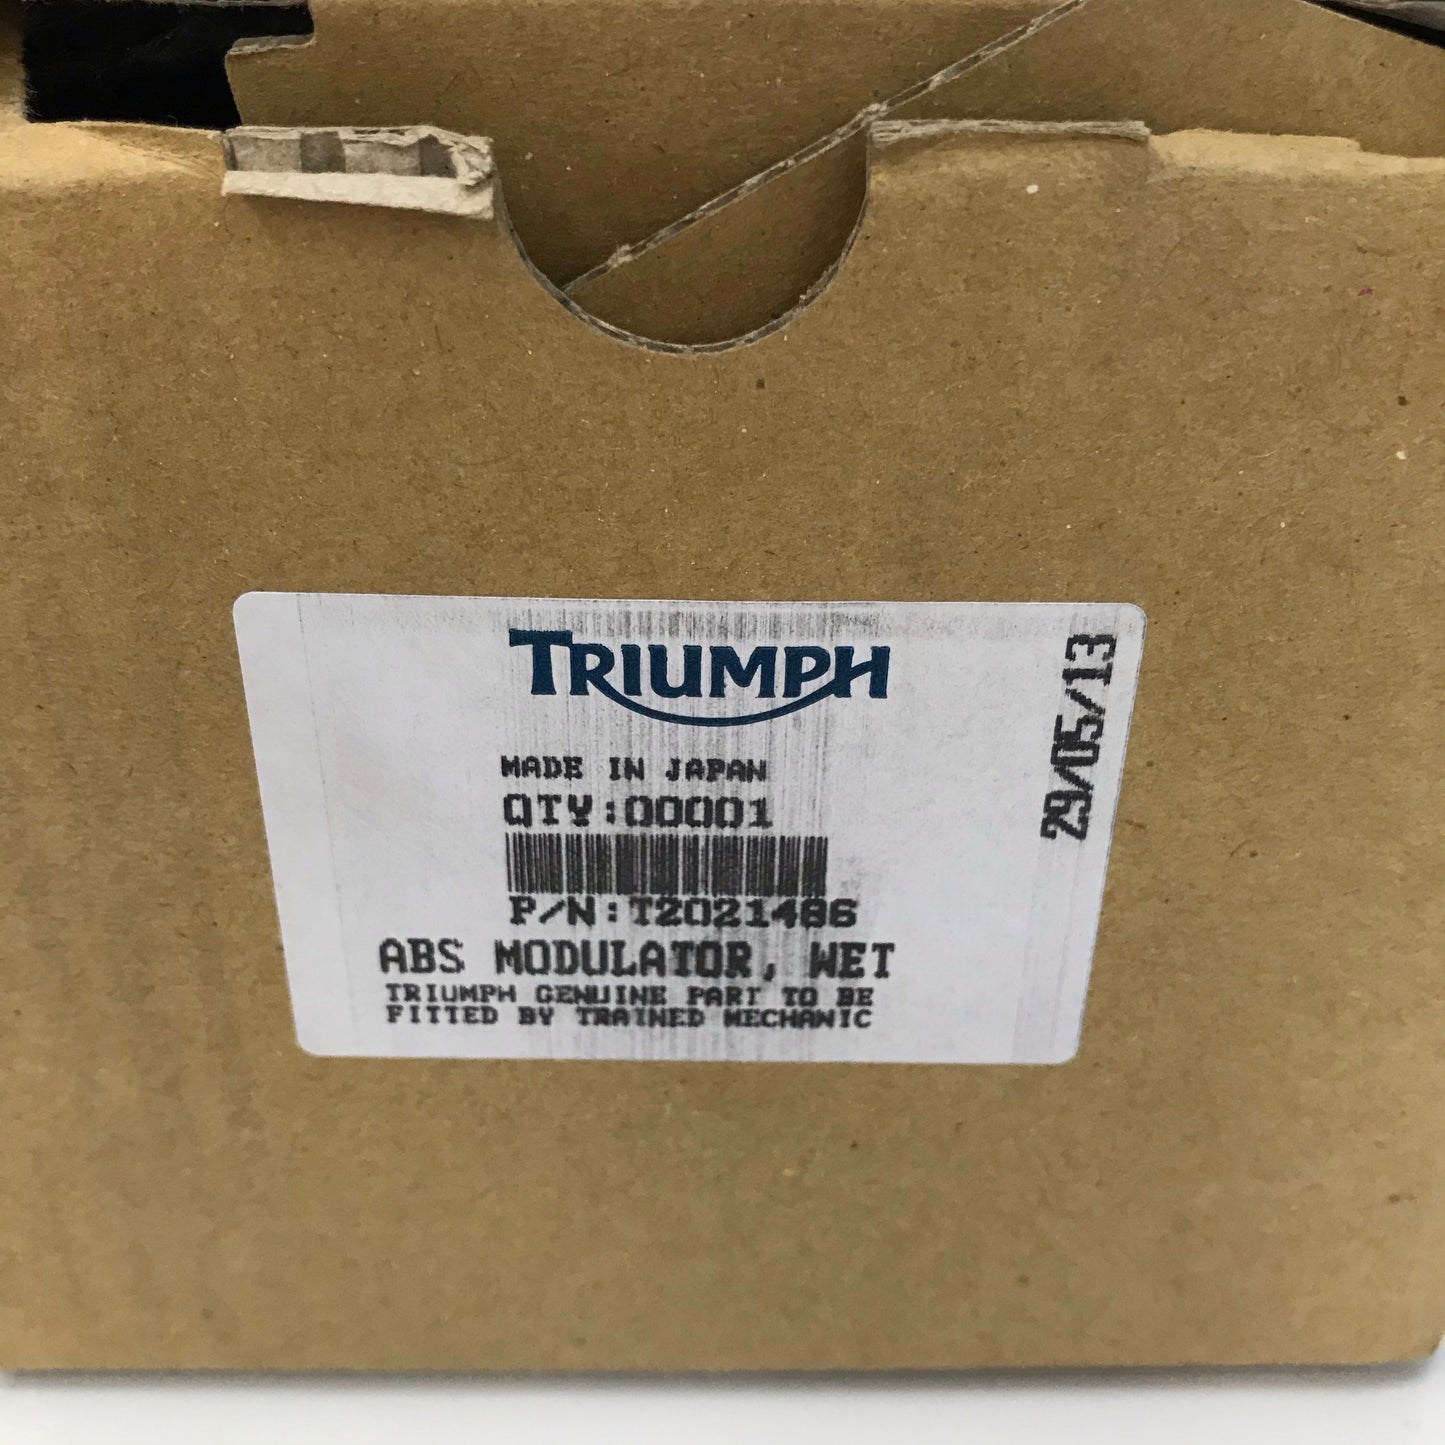 TRIUMPH
MADE IN JAPAN
QTY:00001
P/N:T2021486
ABS MODULATOR, WET
TRIUMPH GENUINE PART TO BE
FITTED BY TRAINED MECHANIC
29/05/13